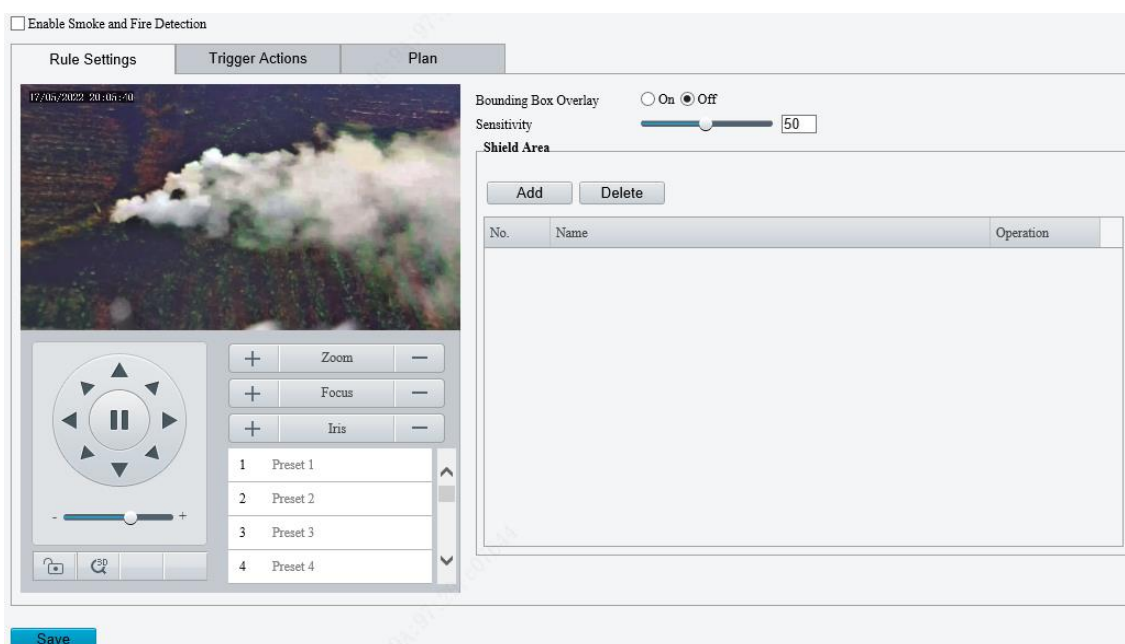 Enable Smoke and Fire Detection
Rule Settings
Trigger Actions
Plan
17/05/2022 20:05:40
Bounding Box Overlay
On
Off
Sensitivity
50
Shield Area
Add
Delete
No.
Name
Operation
+ Zoom −
+ Focus −
+ Iris −
1 Preset 1
2 Preset 2
3 Preset 3
4 Preset 4
- +
3D
Save